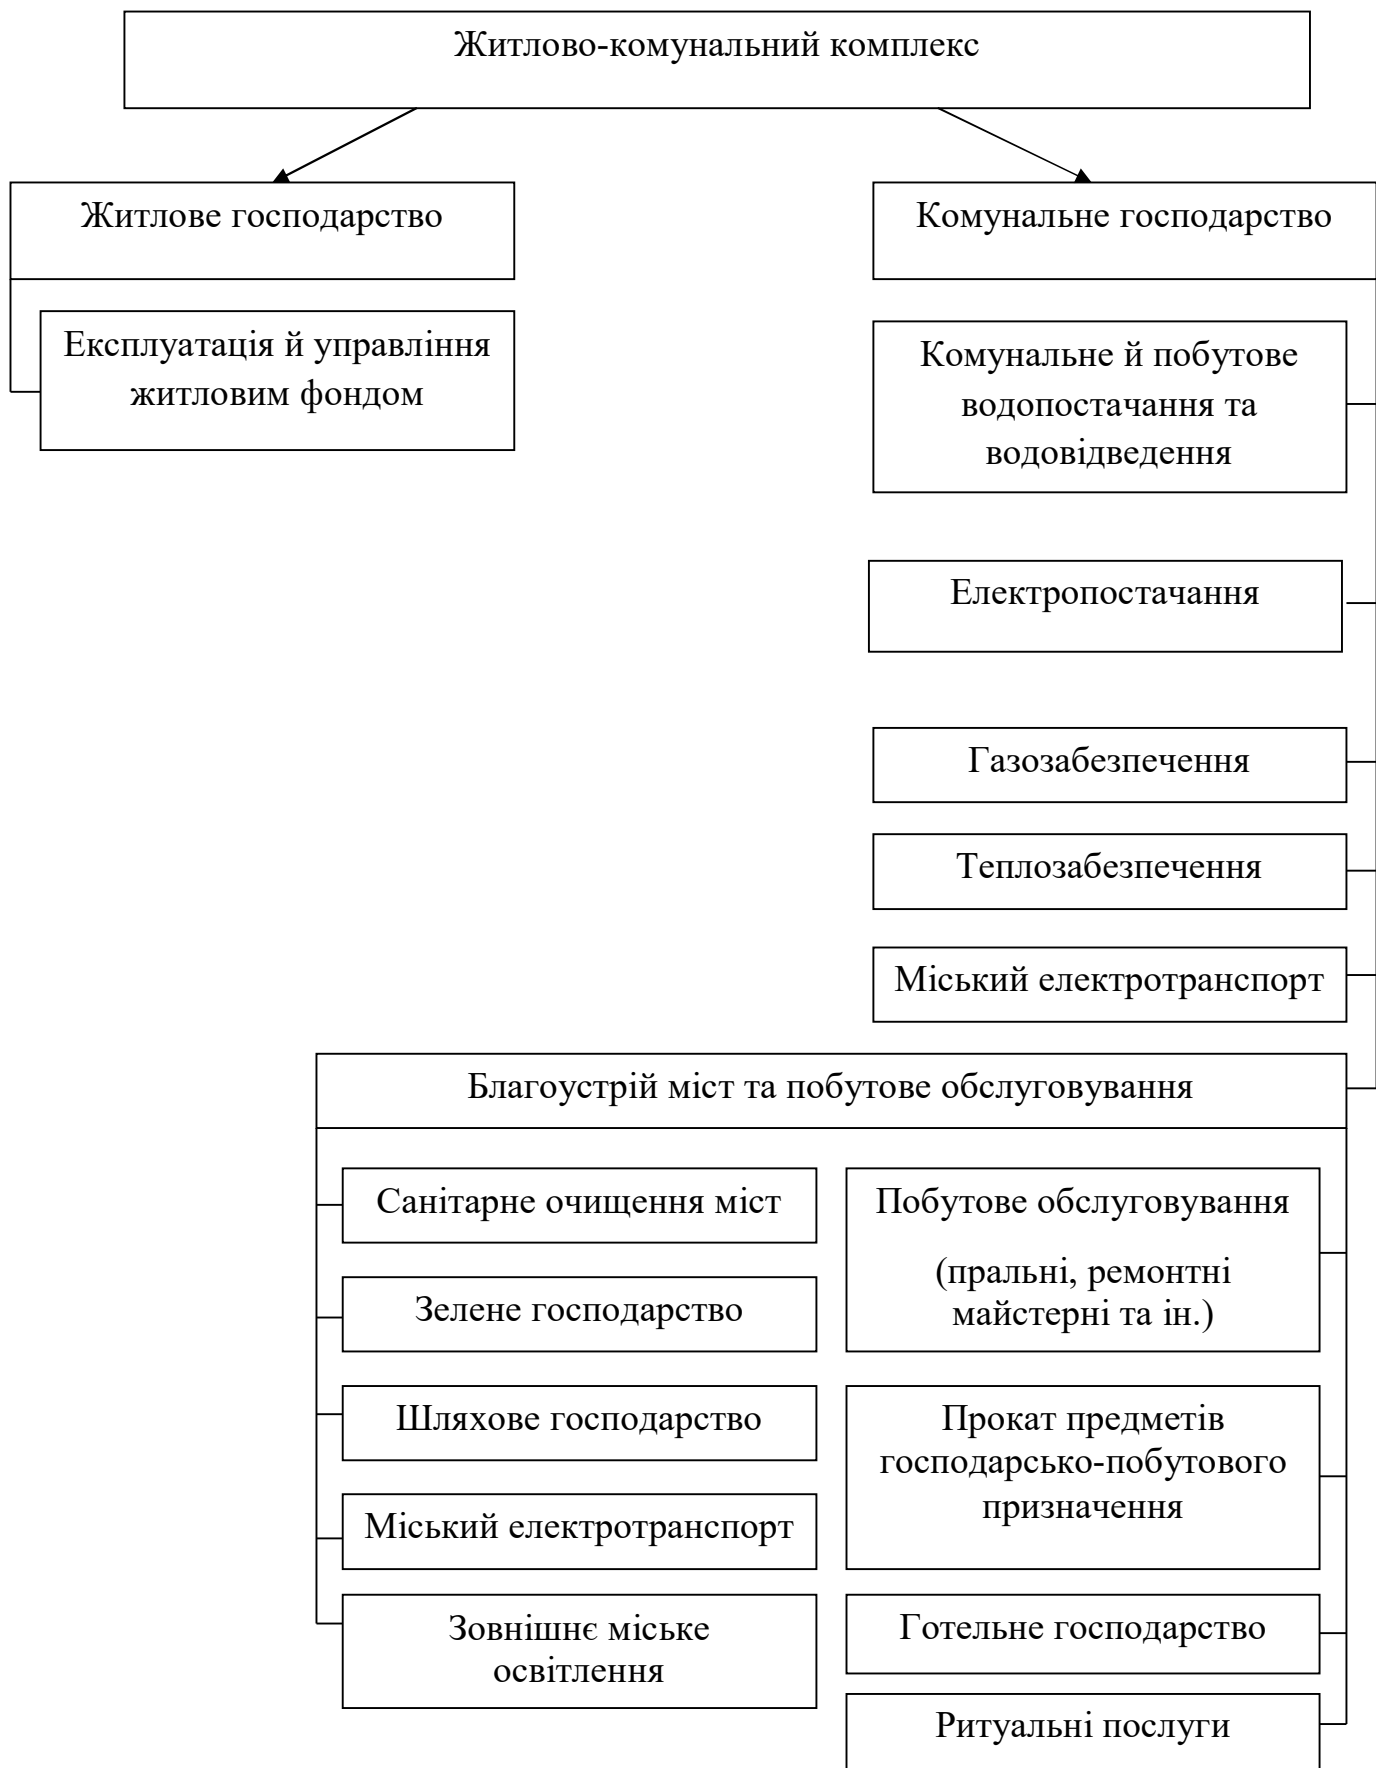 Житлово-комунальний комплекс
Житлове господарство
Експлуатація й управління
житловим фондом
Комунальне господарство
Комунальне й побутове
водопостачання та
водовідведення
Електропостачання
Газозабезпечення
Теплозабезпечення
Міський електротранспорт
Благоустрій міст та побутове обслуговування
Санітарне очищення міст
Зелене господарство
Шляхове господарство
Міський електротранспорт
Зовнішнє міське
освітлення
Побутове обслуговування
(пральні, ремонтні
майстерні та ін.)
Прокат предметів
господарсько-побутового
призначення
Готельне господарство
Ритуальні послуги